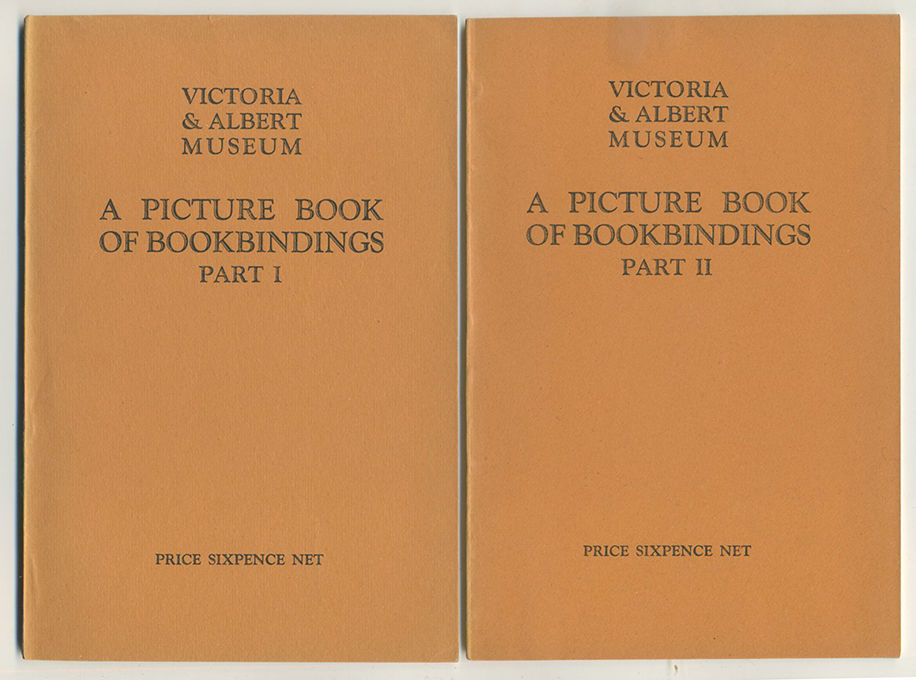 VICTORIA
& ALBERT
MUSEUM
A PICTURE BOOK
OF BOOKBINDINGS
PART I
PRICE SIXPENCE NET
VICTORIA
& ALBERT
MUSEUM
A PICTURE BOOK
OF BOOKBINDINGS
PART II
PRICE SIXPENCE NET